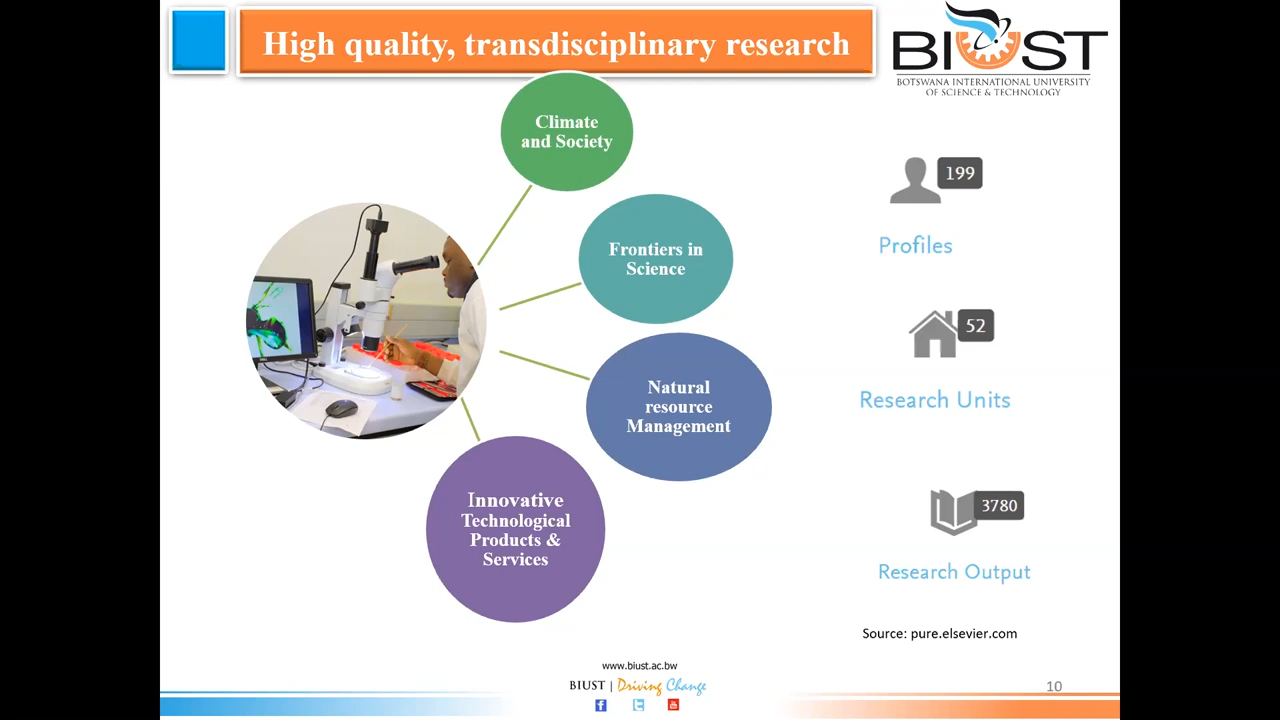 High quality, transdisciplinary research
BIUST
BOTSWANA INTERNATIONAL UNIVERSITY
OF SCIENCE & TECHNOLOGY
Climate
and Society
Frontiers in
Science
Natural
resource
Management
Innovative
Technological
Products &
Services
199
Profiles
52
Research Units
3780
Research Output
Source: pure.elsevier.com
www.biust.ac.bw
BIUST | Driving Change
10